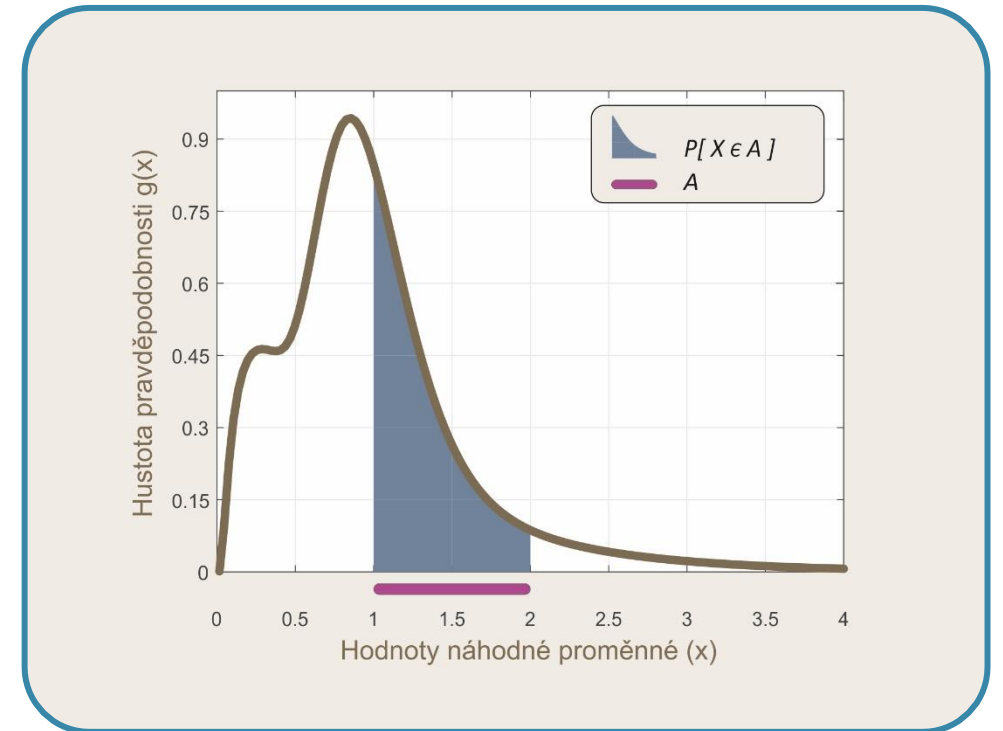 P[ X ϵ A ]
A
Hustota pravděpodobnosti g(x)
0.9
0.75
0.6
0.45
0.3
0.15
0
0 0.5 1 1.5 2 2.5 3 3.5 4
Hodnoty náhodné proměnné (x)